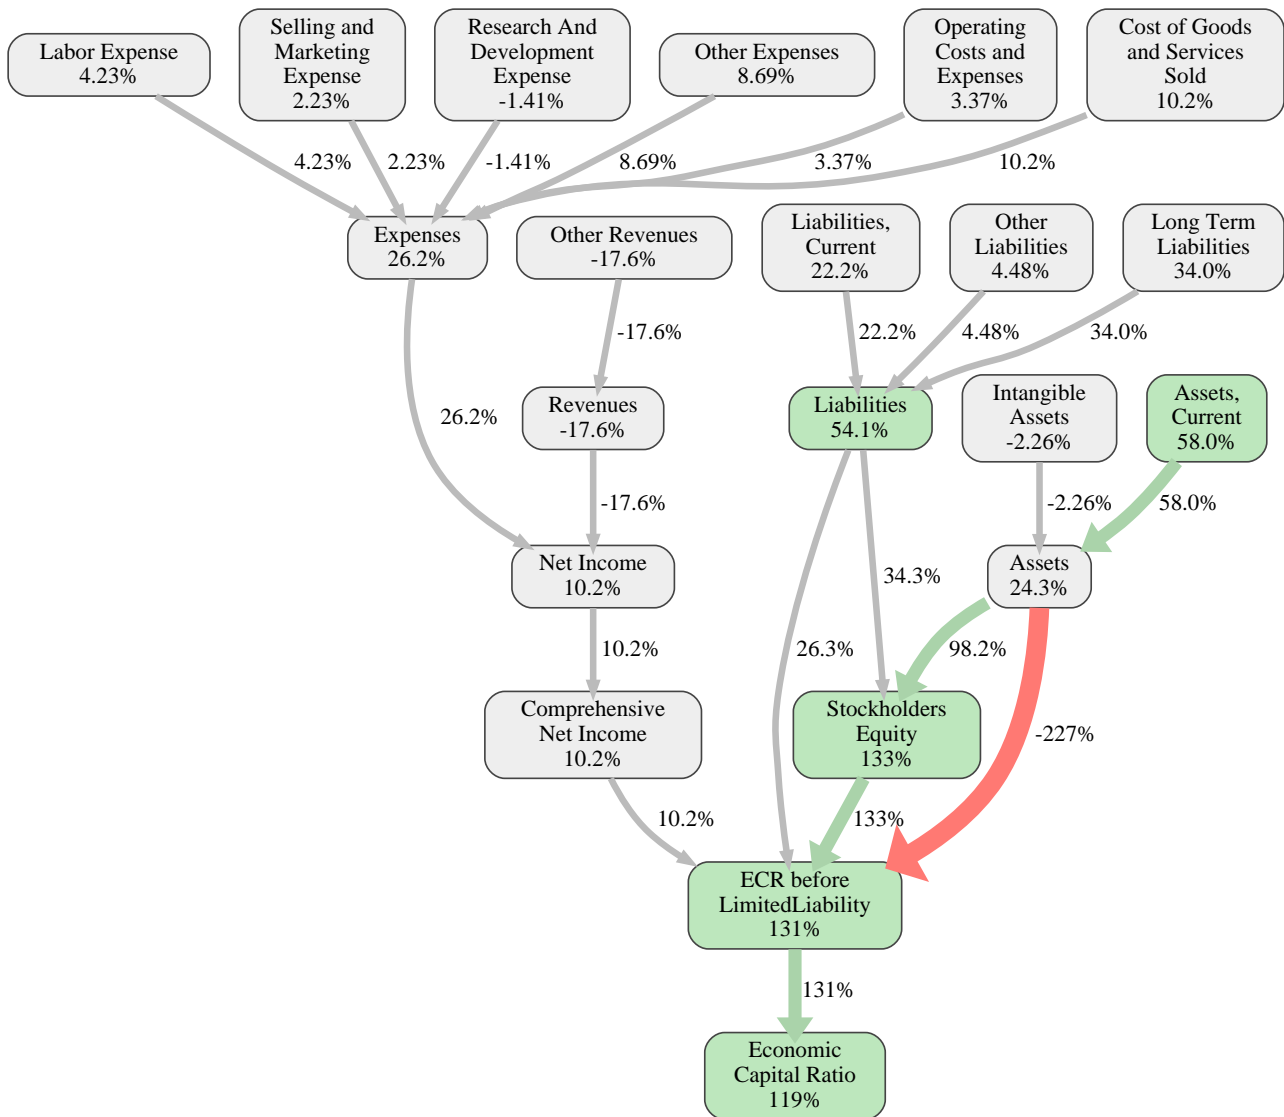 Labor Expense
4.23%
Selling and
Marketing
Expense
2.23%
Research And
Development
Expense
-1.41%
Other Expenses
8.69%
Operating
Costs and
Expenses
3.37%
Cost of Goods
and Services
Sold
10.2%
4.23%
2.23%
-1.41%
8.69%
3.37%
10.2%
Expenses
26.2%
Other Revenues
-17.6%
Liabilities,
Current
22.2%
Other
Liabilities
4.48%
Long Term
Liabilities
34.0%
-17.6%
22.2%
4.48%
34.0%
26.2%
Revenues
-17.6%
Liabilities
54.1%
Intangible
Assets
-2.26%
Assets,
Current
58.0%
-17.6%
-2.26%
58.0%
Net Income
10.2%
34.3%
Assets
24.3%
10.2%
26.3%
98.2%
Comprehensive
Net Income
10.2%
Stockholders
Equity
133%
-227%
10.2%
133%
ECR before
LimitedLiability
131%
131%
Economic
Capital Ratio
119%